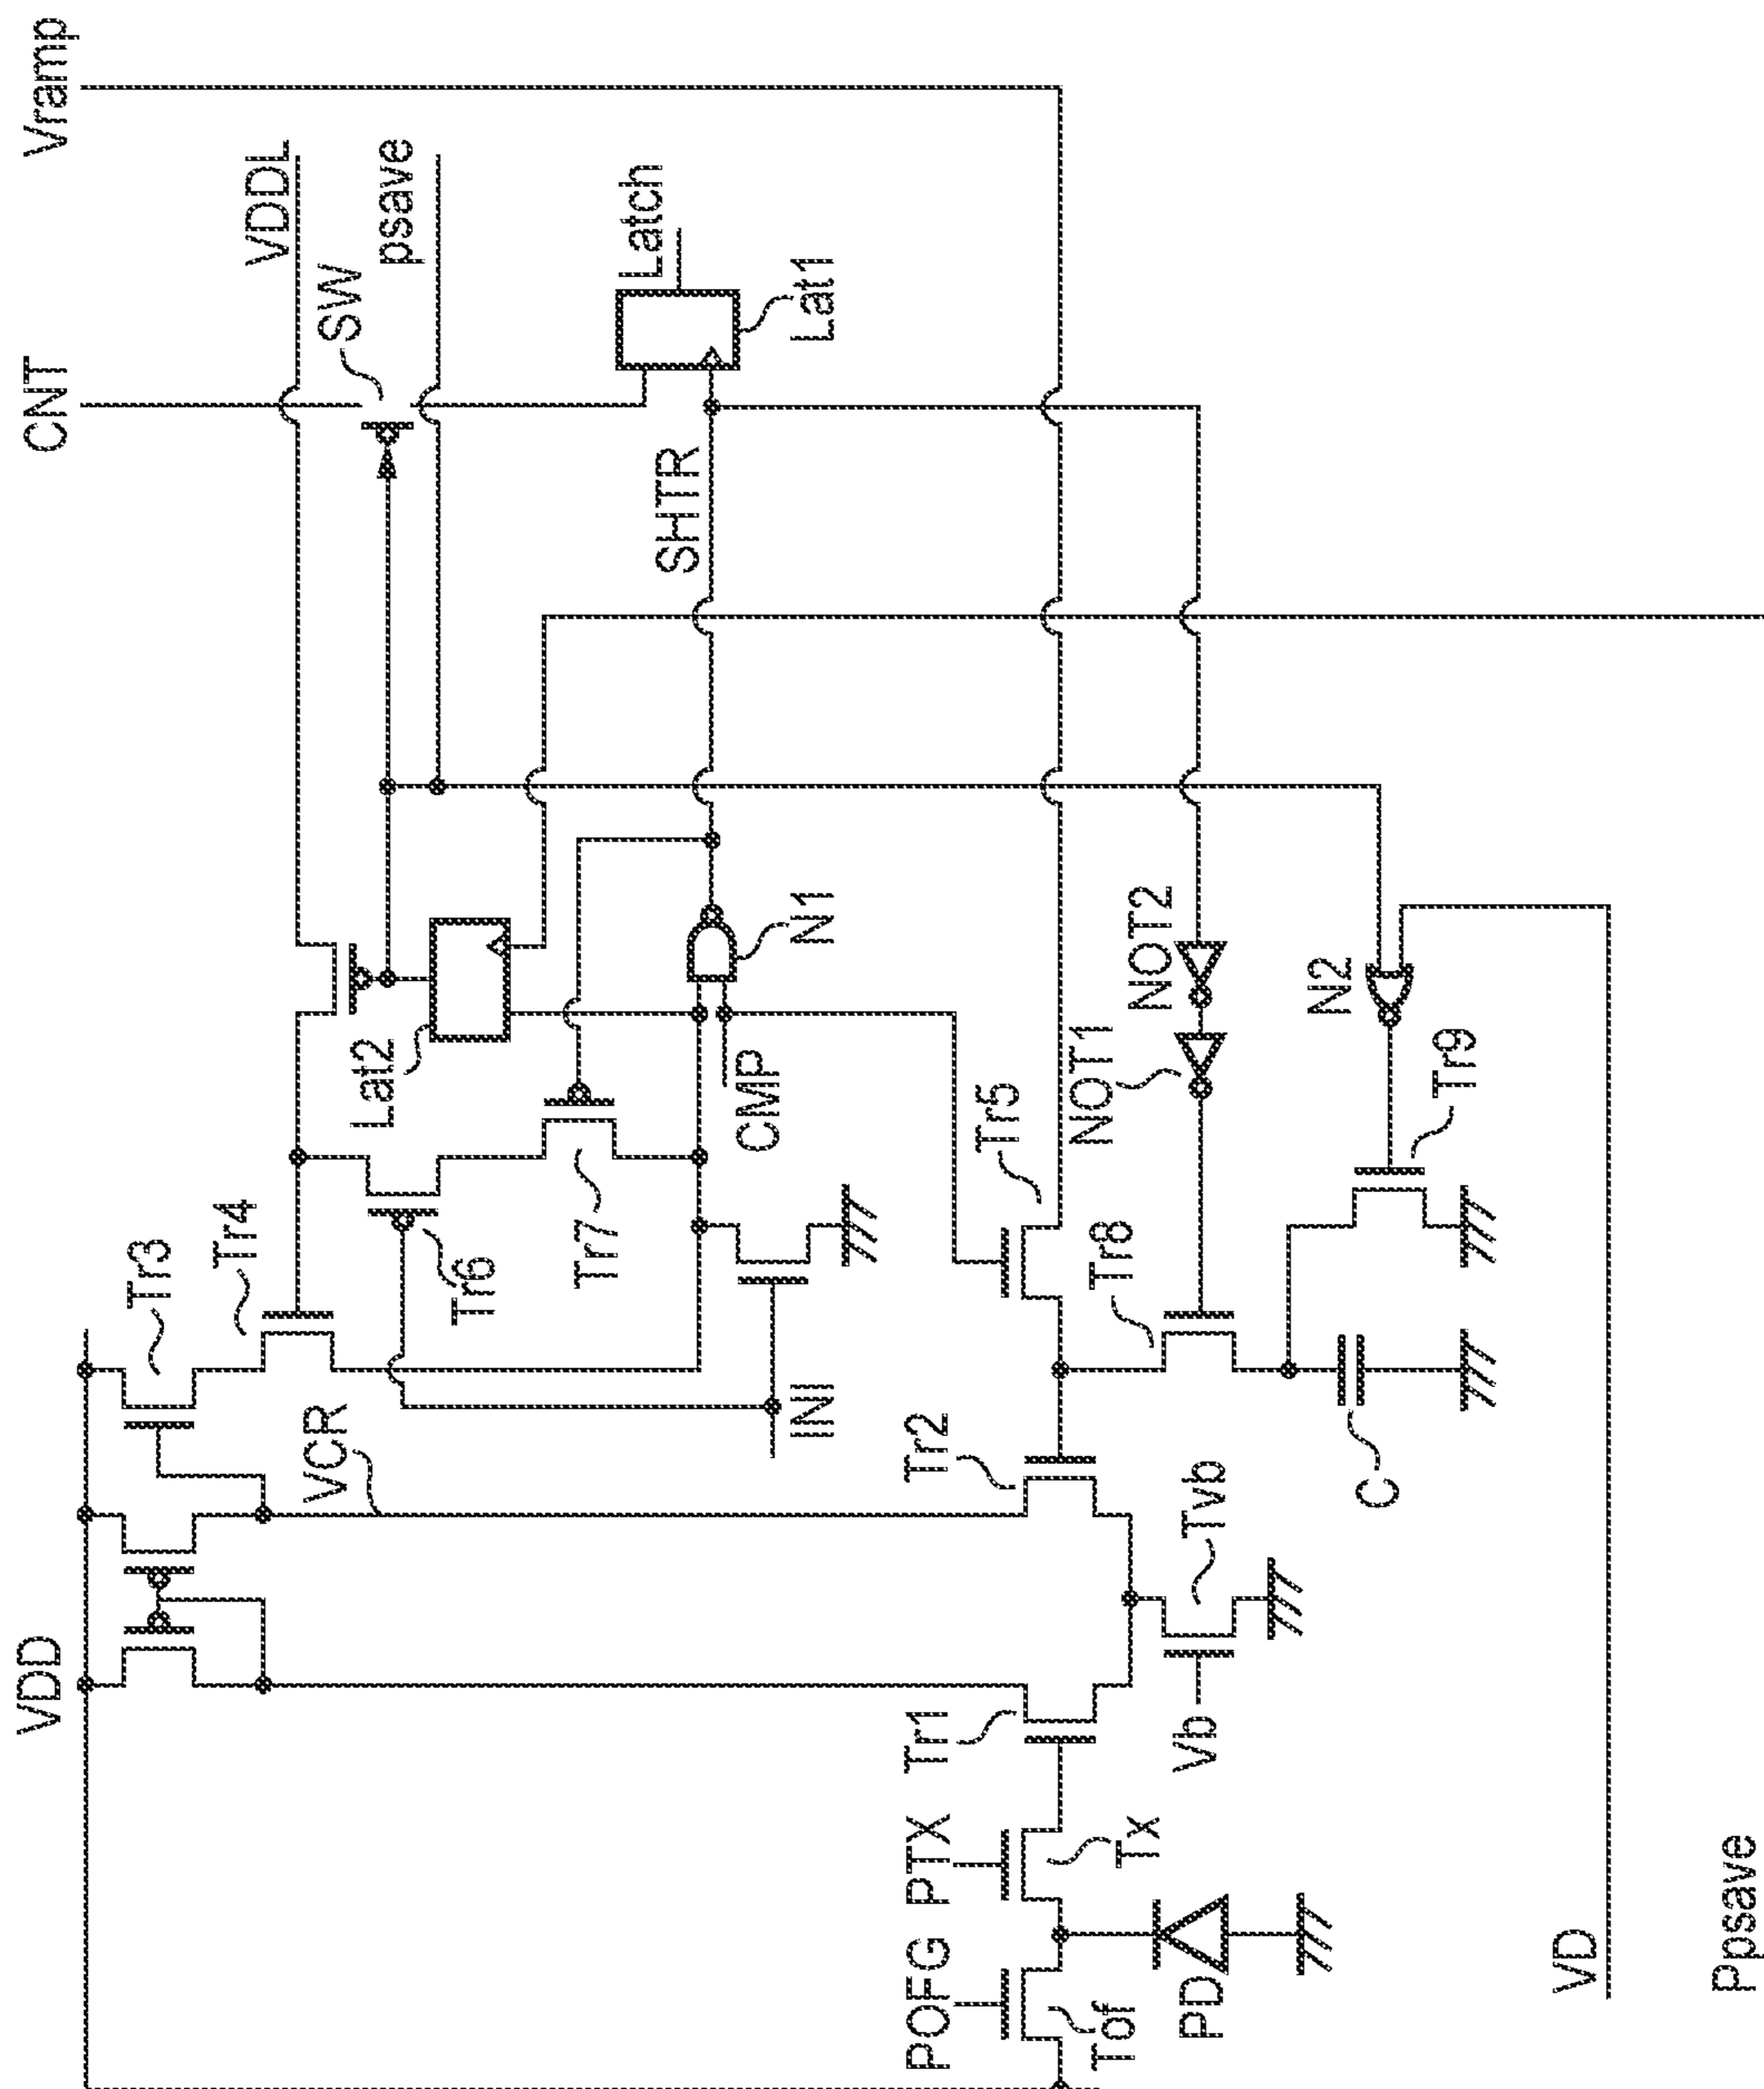 Vramp
CNT
VDDL
SW
psave
Latch
Lat1
SHTR
VDD
Tr3
Tr4
VCR
Tr6
Tr7
Lat2
N1
CMP
INI
Tr5
NOT2
NOT1
N2
Tr9
Tr8
Tr2
C
Tvb
Vb
Tr1
PTX
Tx
POFG
Tof
PD
VD
Ppsave